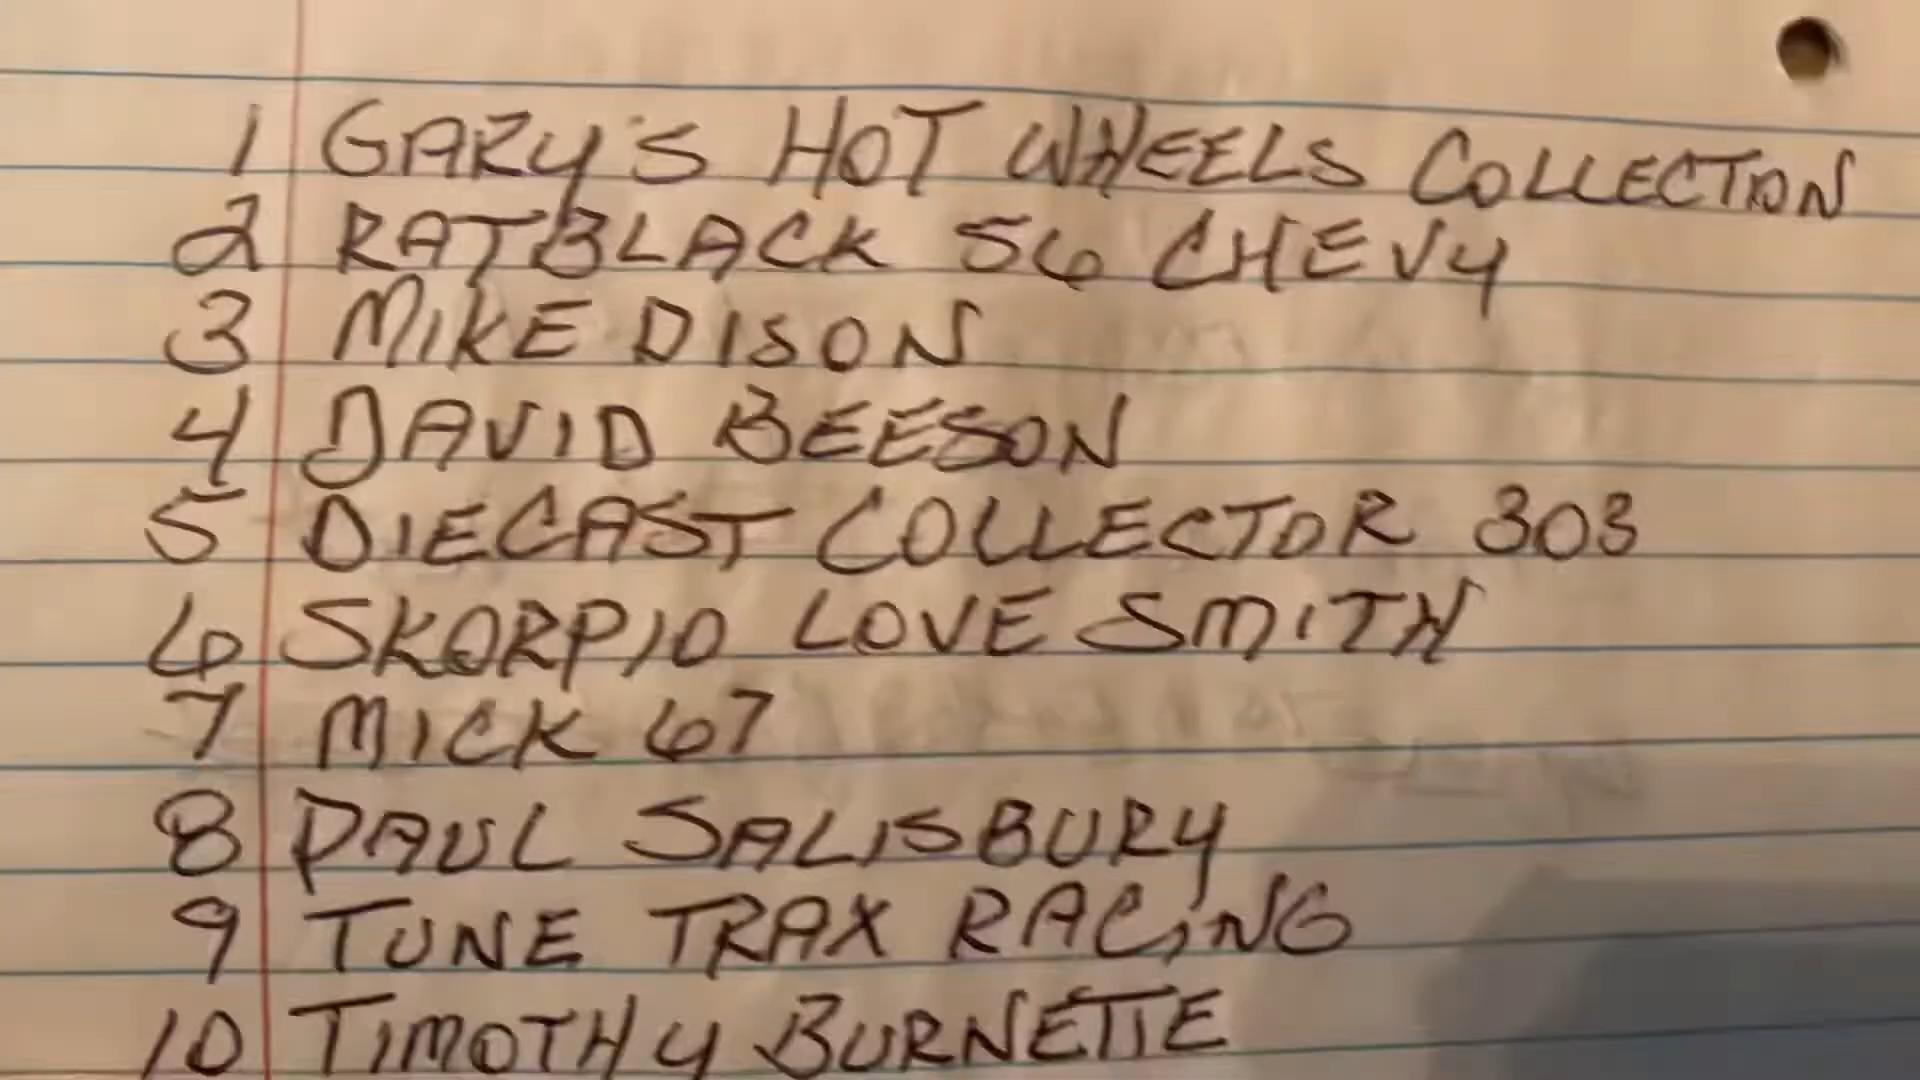 1 GARY'S HOT WHEELS COLLECTION
2 RATBLACK 56 CHEVY
3 MIKE DISON
4 DAVID BEESON
5 DIECAST COLLECTOR 303
6 SKORPIO LOVE SMITH
7 MICK 67
8 PAUL SALISBURY
9 TUNE TRAX RACING
10 TIMOTHY BURNETTE